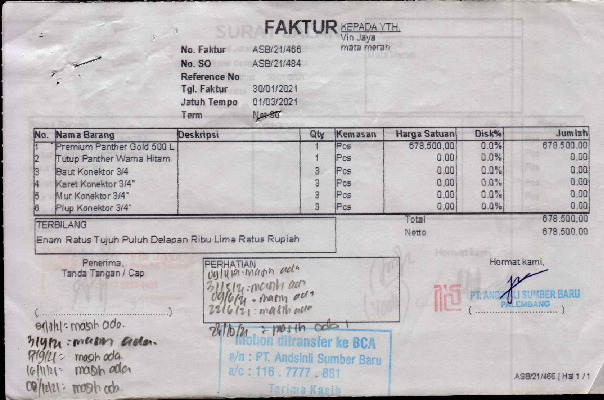 FAKTUR
KEPADA YTH.
Vin Jaya
mata merah
No. Faktur ASB/21/466
No. SO ASB/21/484
Reference No
Tgl. Faktur 30/01/2021
Jatuh Tempo 01/03/2021
Term Net 30
No. Nama Barang Deskripsi Qty Kemasan Harga Satuan Disk% Jumlah
1 Premium Panther Gold 500 L 1 Pcs 678.500,00 0.0% 678.500,00
2 Tutup Panther Warna Hitam 1 Pcs 0,00 0.0% 0,00
3 Baut Konektor 3/4 3 Pcs 0,00 0.0% 0,00
4 Karet Konektor 3/4" 3 Pcs 0,00 0.0% 0,00
5 Mur Konektor 3/4" 3 Pcs 0,00 0.0% 0,00
6 Plup Konektor 3/4" 3 Pcs 0,00 0.0% 0,00
TERBILANG
Enam Ratus Tujuh Puluh Delapan Ribu Lima Ratus Rupiah
Total 678.500,00
Netto 678.500,00
Penerima,
Tanda Tangan / Cap
PERHATIAN
masih ada
masih ada
masih ada
22/6/21 = masih ada
masih ada
Hormat kami,
PT. ANDSINLI SUMBER BARU
PALEMBANG
masih ada.
masih ada.
masih ada.
masih ada.
masih ada.
Mohon ditransfer ke BCA
a/n : PT. Andsinli Sumber Baru
a/c : 116 . 7777 . 881
Terima Kasih
ASB/21/466 | Hal 1 / 1